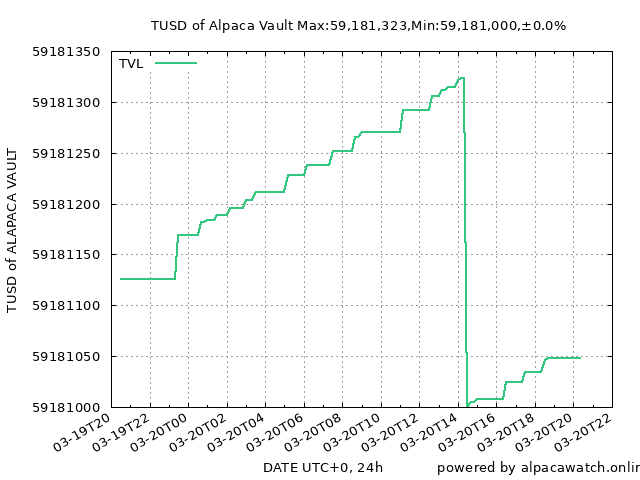 TUSD of Alpaca Vault Max:59,181,323,Min:59,181,000,±0.0%
TVL
59181350
59181300
59181250
59181200
59181150
59181100
59181050
59181000
TUSD of ALAPACA VAULT
03-19T20
03-19T22
03-20T00
03-20T02
03-20T04
03-20T06
03-20T08
03-20T10
03-20T12
03-20T14
03-20T16
03-20T18
03-20T20
03-20T22
DATE UTC+0, 24h
powered by alpacawatch.onlin